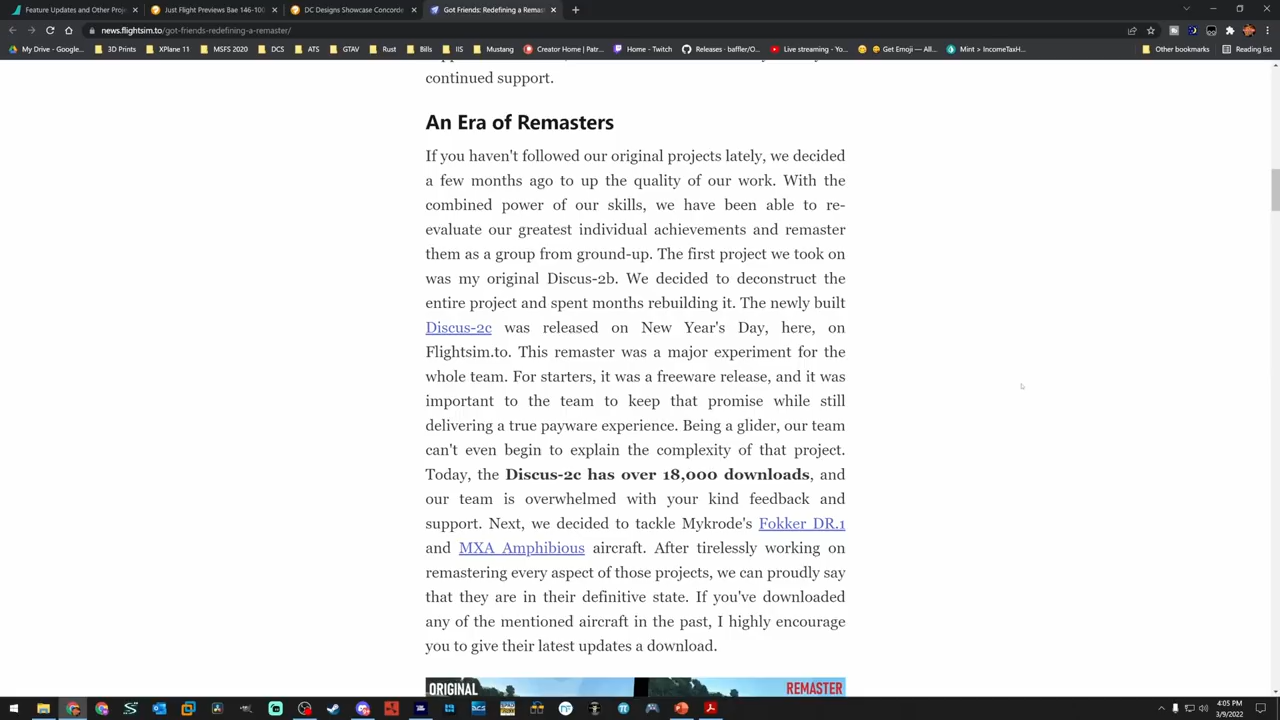 Feature Updates and Other Proj
Just Flight Previews Bae 146-100
DC Designs Showcase Concorde
Got Friends: Redefining a Remas
news.flightsim.to/got-friends-redefining-a-remaster/
My Drive - Google...
3D Prints
XPlane 11
MSFS 2020
DCS
ATS
GTAV
Rust
Bills
IIS
Mustang
Creator Home | Patr...
Home - Twitch
Releases · baffler/O...
Live streaming - Yo...
Get Emoji — All...
Mint > IncomeTaxH...
Other bookmarks
Reading list
continued support.
An Era of Remasters
If you haven't followed our original projects lately, we decided
a few months ago to up the quality of our work. With the
combined power of our skills, we have been able to re-
evaluate our greatest individual achievements and remaster
them as a group from ground-up. The first project we took on
was my original Discus-2b. We decided to deconstruct the
entire project and spent months rebuilding it. The newly built
Discus-2c was released on New Year's Day, here, on
Flightsim.to. This remaster was a major experiment for the
whole team. For starters, it was a freeware release, and it was
important to the team to keep that promise while still
delivering a true payware experience. Being a glider, our team
can't even begin to explain the complexity of that project.
Today, the Discus-2c has over 18,000 downloads, and
our team is overwhelmed with your kind feedback and
support. Next, we decided to tackle Mykrode's Fokker DR.1
and MXA Amphibious aircraft. After tirelessly working on
remastering every aspect of those projects, we can proudly say
that they are in their definitive state. If you've downloaded
any of the mentioned aircraft in the past, I highly encourage
you to give their latest updates a download.
ORIGINAL
REMASTER
4:05 PM
3/9/2022